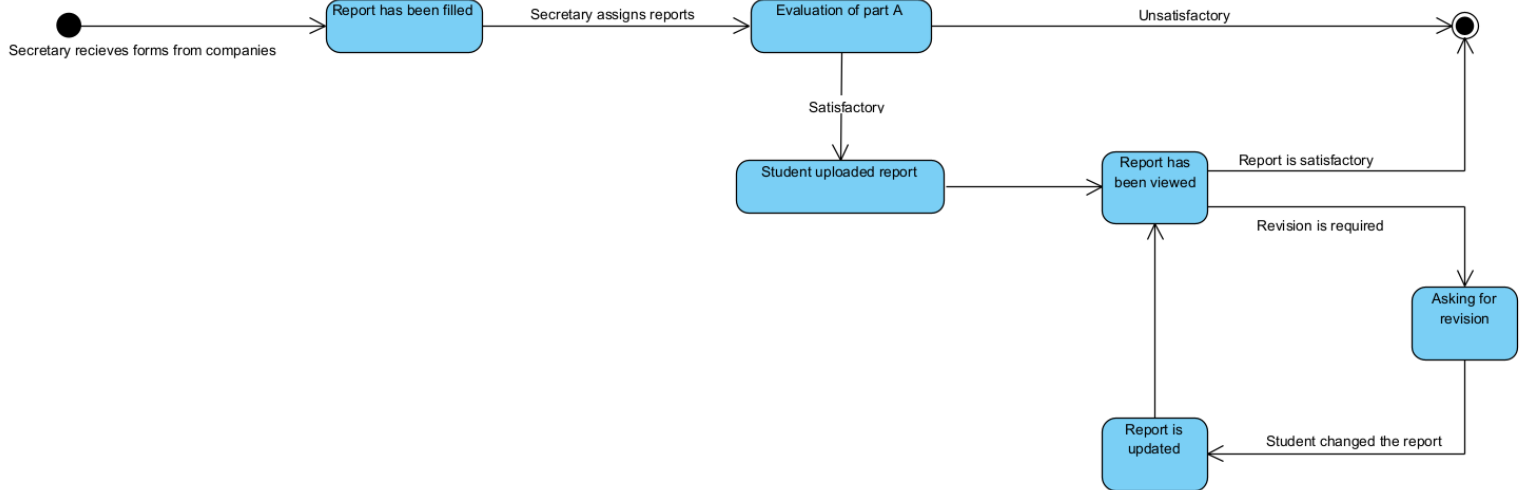 Report has been filled
Secretary assigns reports
Evaluation of part A
Unsatisfactory
Secretary recieves forms from companies
Satisfactory
Student uploaded report
Report has
been viewed
Report is satisfactory
Revision is required
Asking for
revision
Report is
updated
Student changed the report